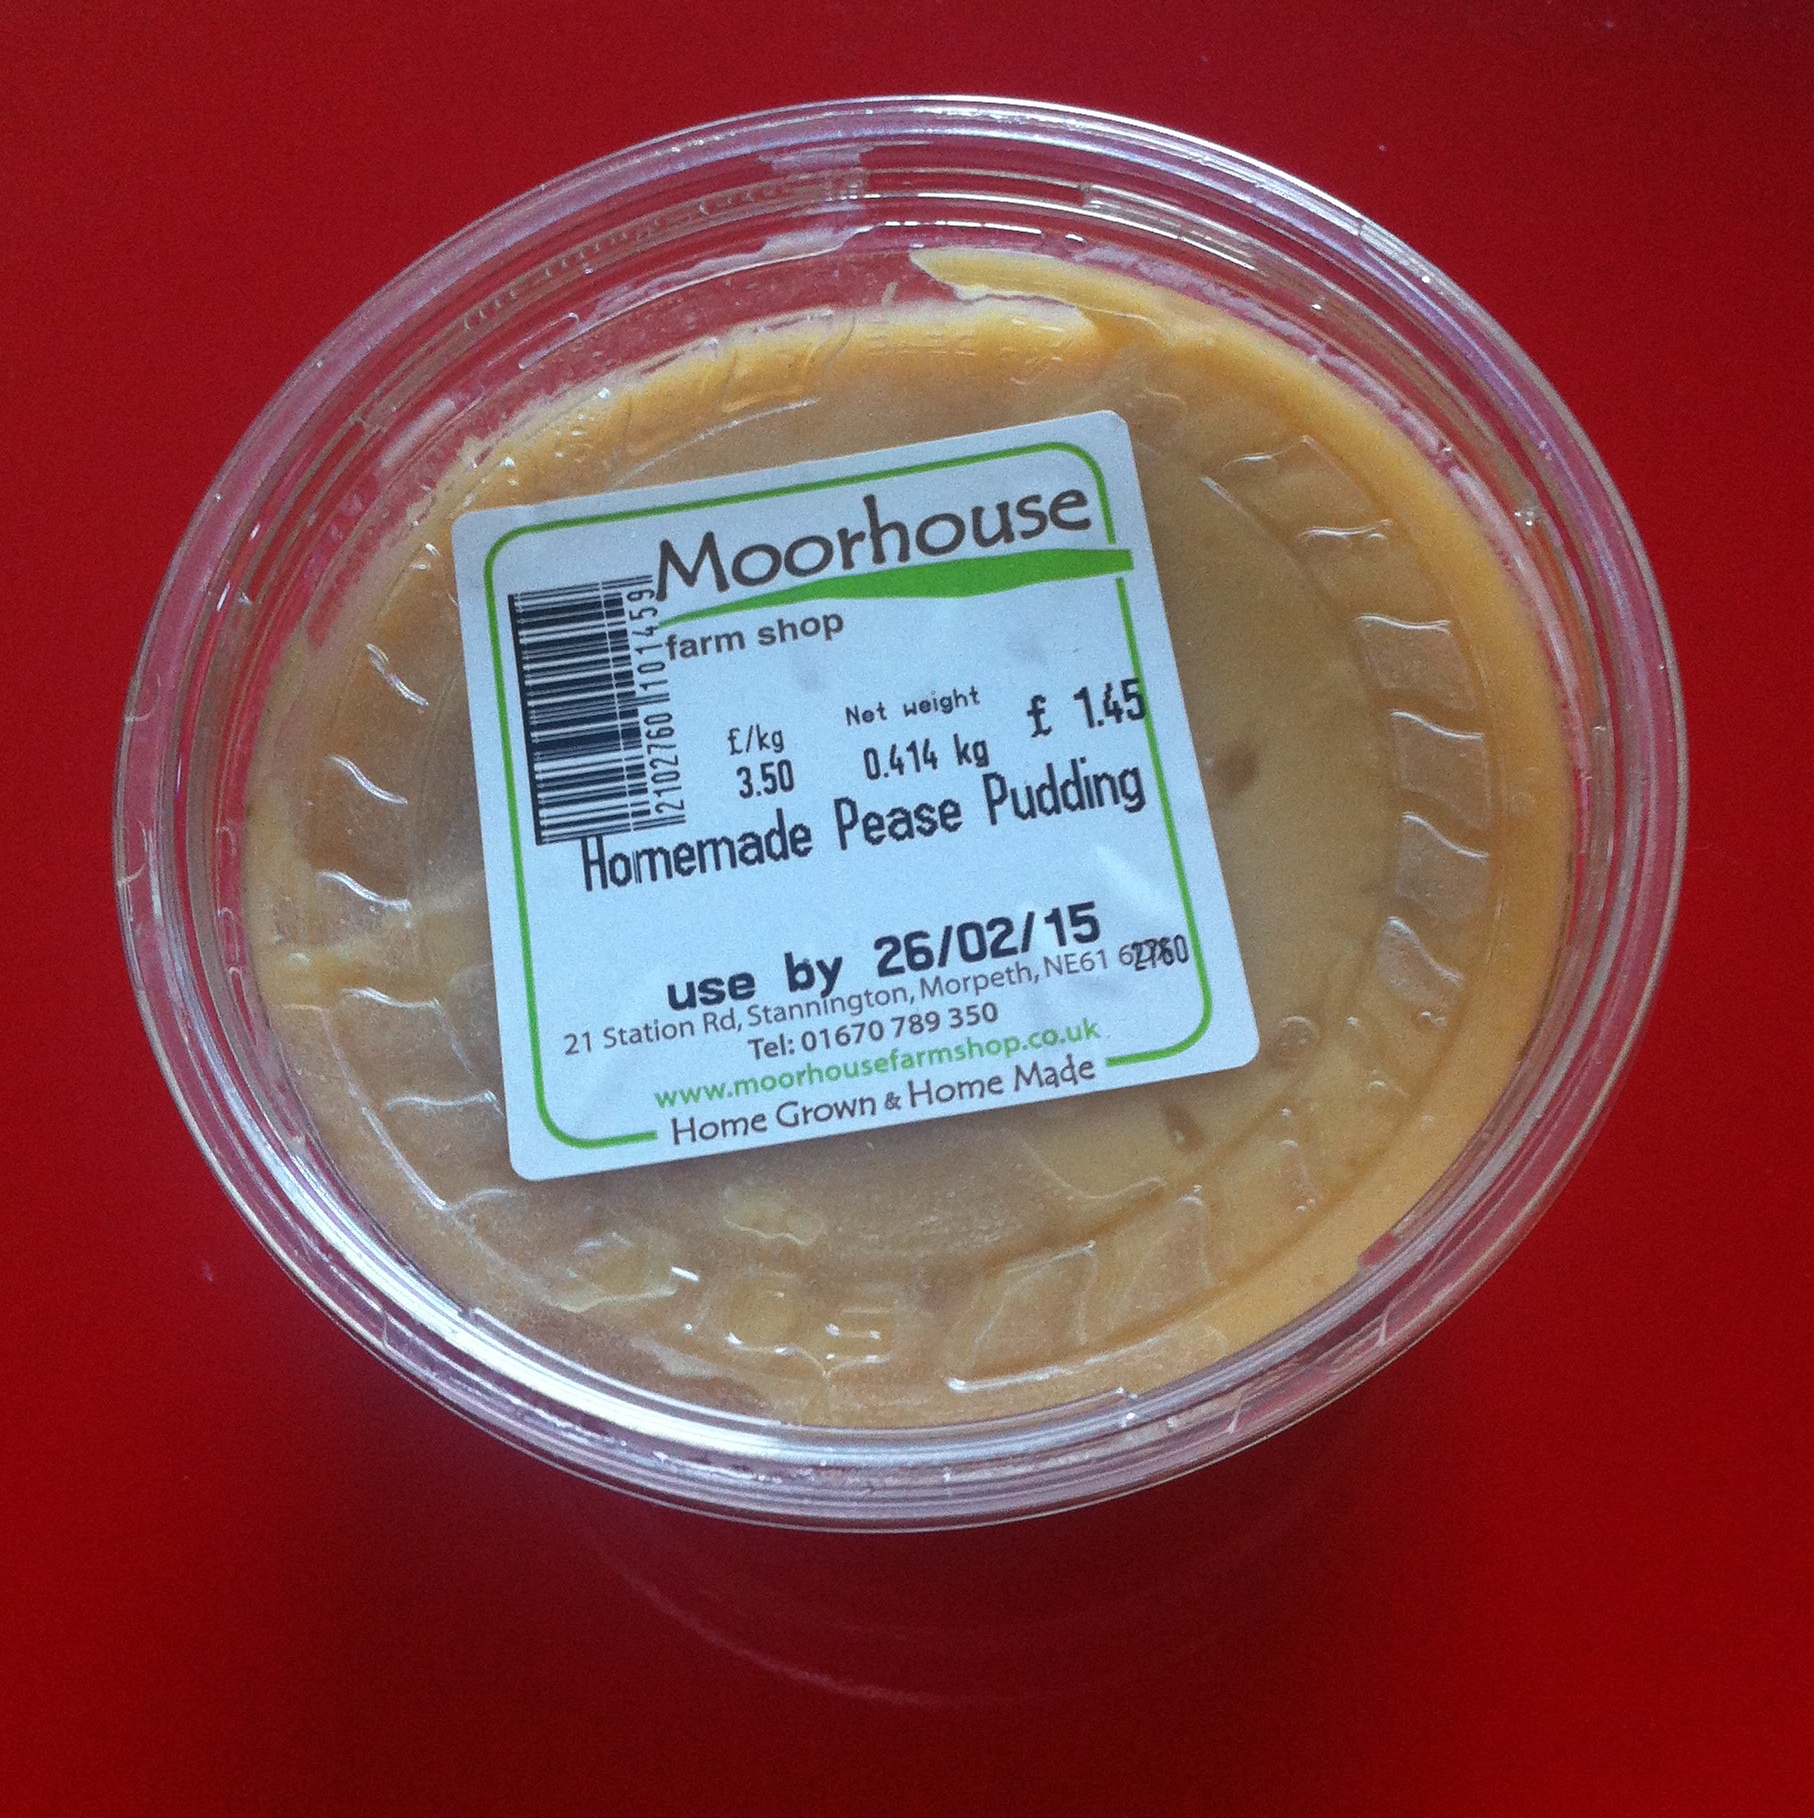 Moorhouse
farm shop
2102760101459
£/kg
Net weight
£ 1.45
3.50
0.414 kg
Homemade Pease Pudding
use by 26/02/15
21 Station Rd, Stannington, Morpeth, NE61
2760
Tel: 01670 789 350
www.moorhousefarmshop.co.uk
Home Grown & Home Made